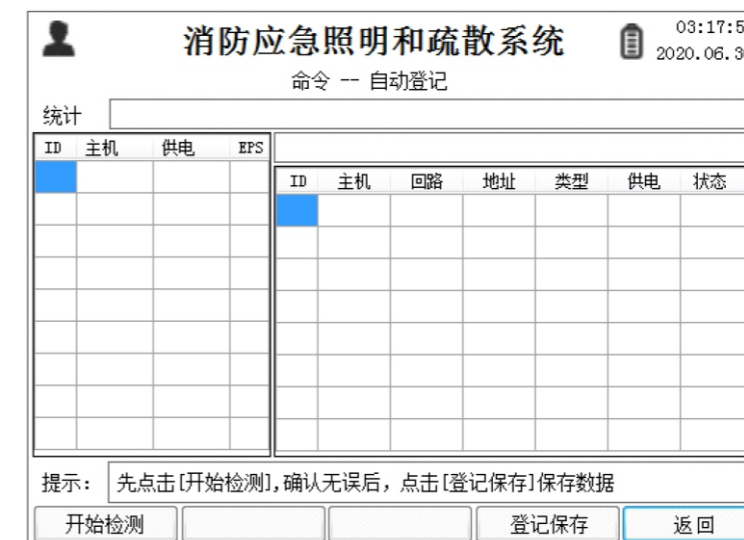 消防应急照明和疏散系统
03:17:5
2020.06.3
命令 -- 自动登记
统计
ID 主机 供电 EPS
ID 主机 回路 地址 类型 供电 状态
提示： 先点击[开始检测],确认无误后，点击[登记保存]保存数据
开始检测 登记保存 返回